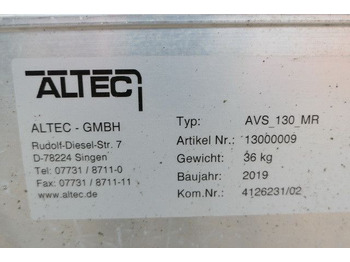 ALTEC
ALTEC - GMBH
Rudolf-Diesel-Str. 7
D-78224 Singen
Tel: 07731 / 8711-0
Fax: 07731 / 8711-11
www.altec.de
Typ: AVS_130_MR
Artikel Nr.: 13000009
Gewicht: 36 kg
Baujahr: 2019
Kom.Nr.: 4126231/02